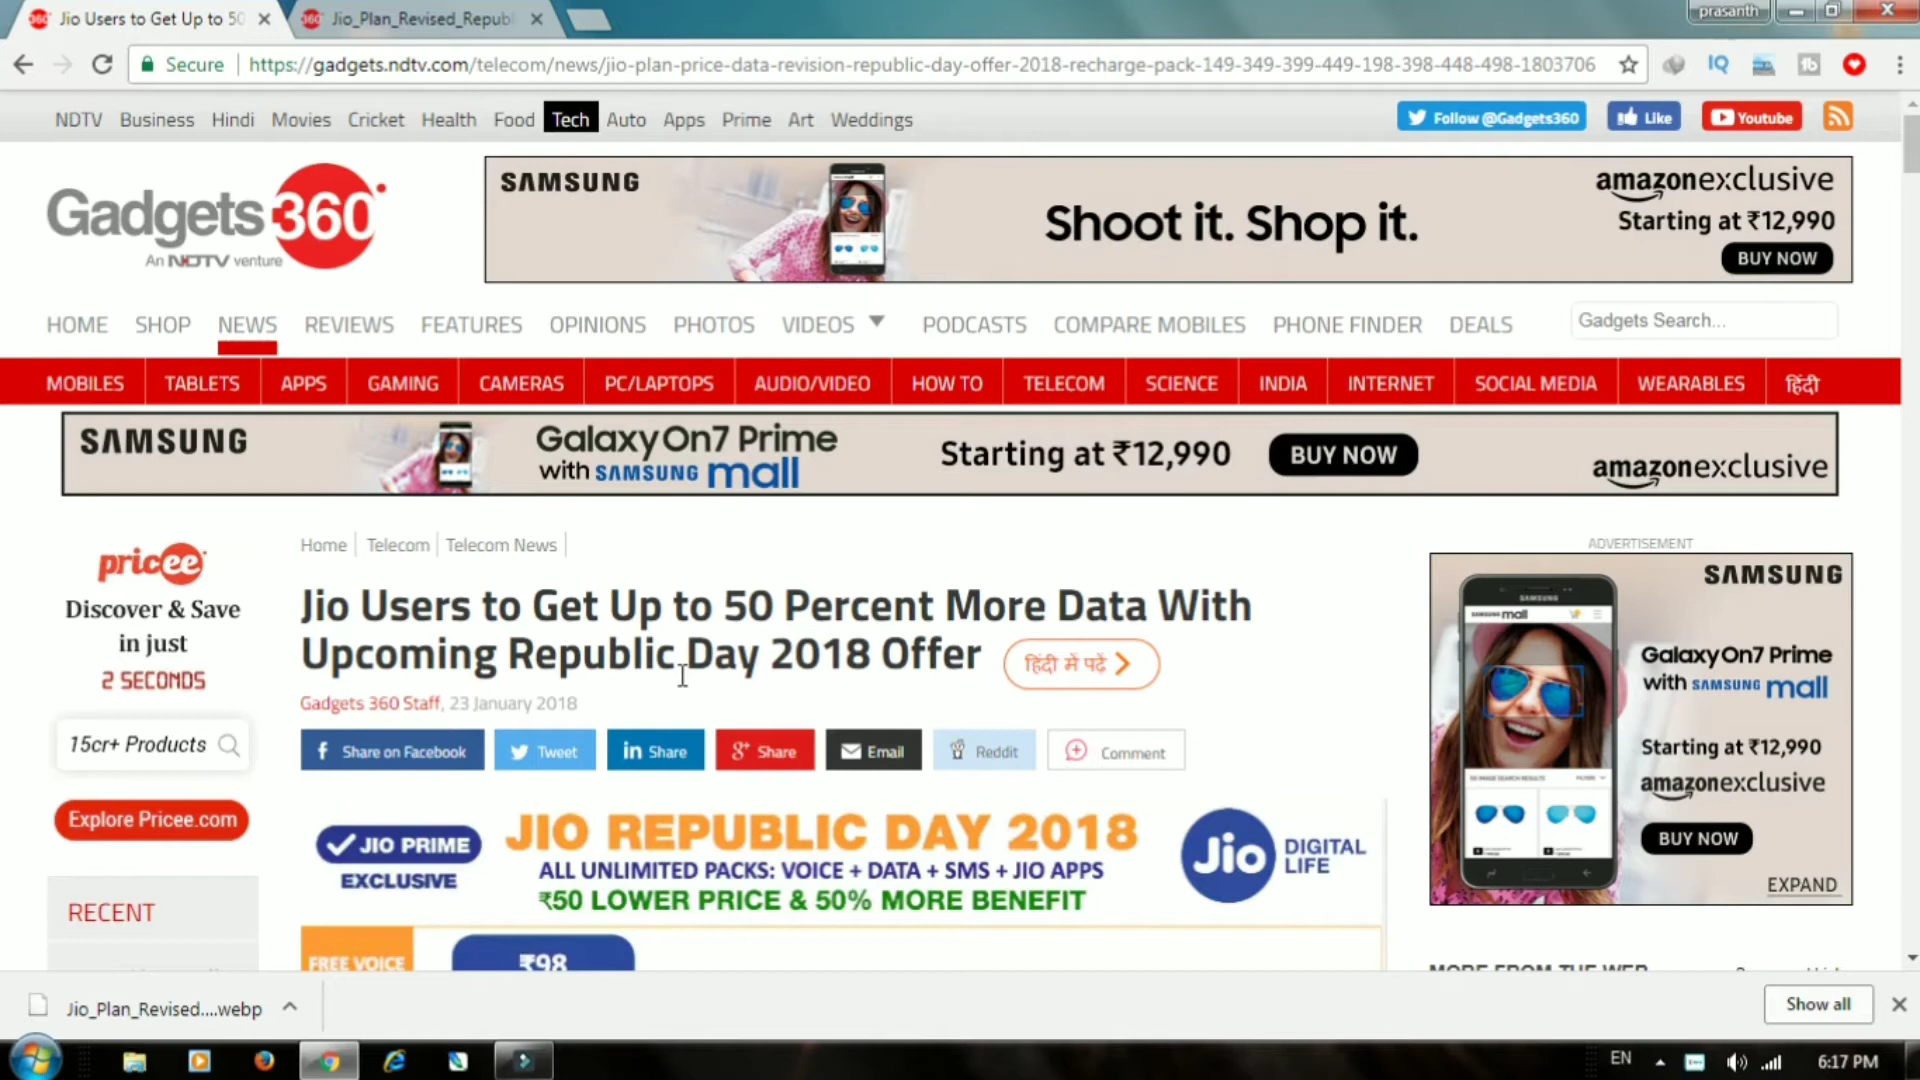 Jio Users to Get Up to 50
Jio_Plan_Revised_Republ
prasanth
Secure
https://gadgets.ndtv.com/telecom/news/jio-plan-price-data-revision-republic-day-offer-2018-recharge-pack-149-349-399-449-198-398-448-498-1803706
IQ
NDTV Business Hindi Movies Cricket Health Food Tech Auto Apps Prime Art Weddings
Follow @Gadgets360
Like
Youtube
Gadgets 360
An NDTV venture
SAMSUNG
Shoot it. Shop it.
amazonexclusive
Starting at ₹12,990
BUY NOW
HOME SHOP NEWS REVIEWS FEATURES OPINIONS PHOTOS VIDEOS PODCASTS COMPARE MOBILES PHONE FINDER DEALS
Gadgets Search...
MOBILES TABLETS APPS GAMING CAMERAS PC/LAPTOPS AUDIO/VIDEO HOW TO TELECOM SCIENCE INDIA INTERNET SOCIAL MEDIA WEARABLES हिंदी
SAMSUNG
Galaxy On7 Prime
with SAMSUNG mall
Starting at ₹12,990
BUY NOW
amazonexclusive
pricee
Discover & Save
in just
2 SECONDS
15cr+ Products
Explore Pricee.com
RECENT
Home Telecom Telecom News
Jio Users to Get Up to 50 Percent More Data With
Upcoming Republic Day 2018 Offer
हिंदी में पढ़ें
Gadgets 360 Staff, 23 January 2018
Share on Facebook
Tweet
in Share
g+ Share
Email
Reddit
Comment
JIO PRIME
EXCLUSIVE
JIO REPUBLIC DAY 2018
ALL UNLIMITED PACKS: VOICE + DATA + SMS + JIO APPS
₹50 LOWER PRICE & 50% MORE BENEFIT
Jio
DIGITAL
LIFE
FREE VOICE
₹98
ADVERTISEMENT
SAMSUNG
SAMSUNG
SAMSUNG mall
Galaxy On7 Prime
with SAMSUNG mall
Starting at ₹12,990
amazonexclusive
BUY NOW
EXPAND
MORE FROM THE WEB
Jio_Plan_Revised....webp
Show all
EN
6:17 PM